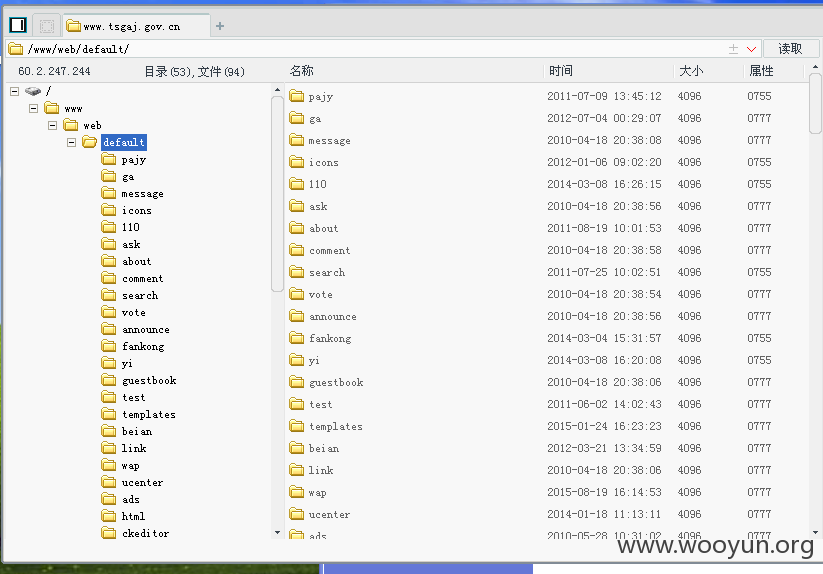 www.tsgaj.gov.cn
/www/web/default/
读取
60.2.247.244 目录(53),文件(94)
名称 时间 大小 属性
/
www
web
default
pajy
ga
message
icons
110
ask
about
comment
search
vote
announce
fankong
yi
guestbook
test
templates
beian
link
wap
ucenter
ads
html
ckeditor
pajy 2011-07-09 13:45:12 4096 0755
ga 2012-07-04 00:29:07 4096 0777
message 2010-04-18 20:38:08 4096 0777
icons 2012-01-06 09:02:20 4096 0755
110 2014-03-08 16:26:15 4096 0755
ask 2010-04-18 20:38:56 4096 0777
about 2011-08-19 10:01:53 4096 0777
comment 2010-04-18 20:38:58 4096 0777
search 2011-07-25 10:02:51 4096 0755
vote 2010-04-18 20:38:54 4096 0777
announce 2010-04-18 20:38:56 4096 0777
fankong 2014-03-04 15:31:57 4096 0755
yi 2014-03-08 16:20:08 4096 0755
guestbook 2010-04-18 20:38:06 4096 0777
test 2011-06-02 14:02:43 4096 0777
templates 2015-01-24 16:23:23 4096 0777
beian 2012-03-21 13:34:59 4096 0777
link 2010-04-18 20:38:06 4096 0777
wap 2015-08-19 16:14:53 4096 0777
ucenter 2014-01-18 11:13:11 4096 0777
ads 2010-05-28 10:31:02 4096 0777
www.wooyun.org